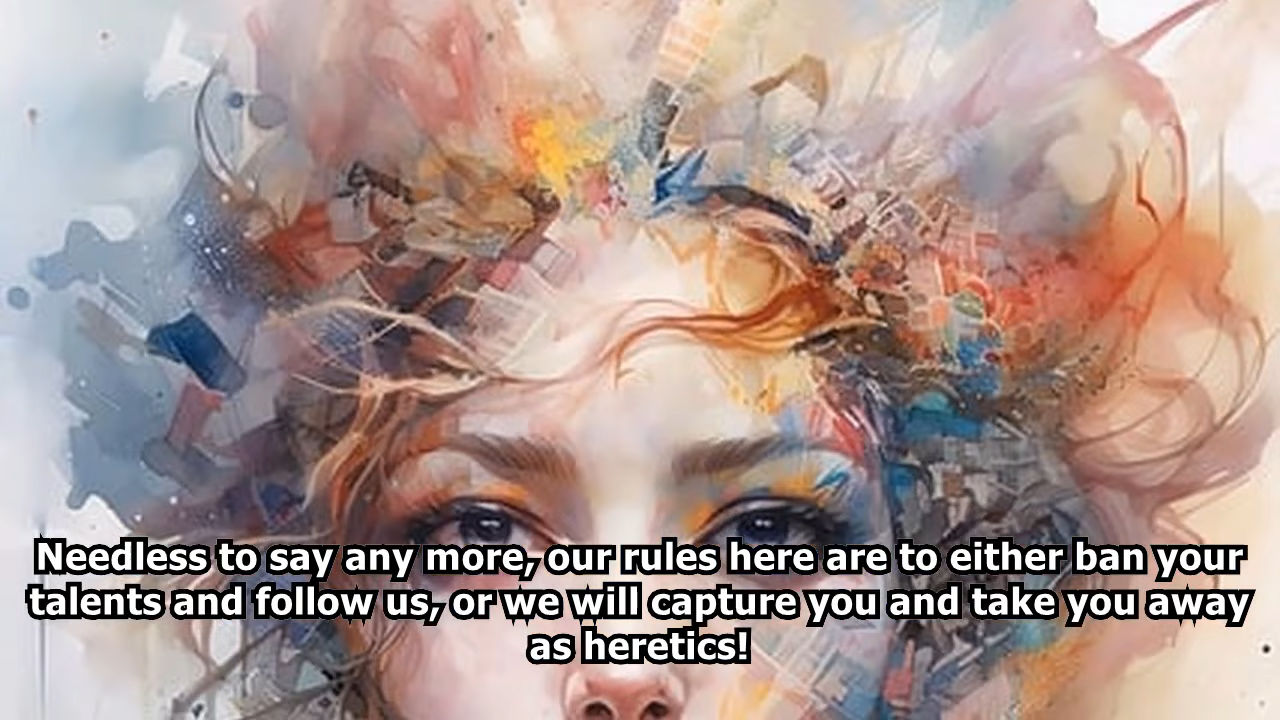 Needless to say any more, our rules here are to either ban your
talents and follow us, or we will capture you and take you away
as heretics!